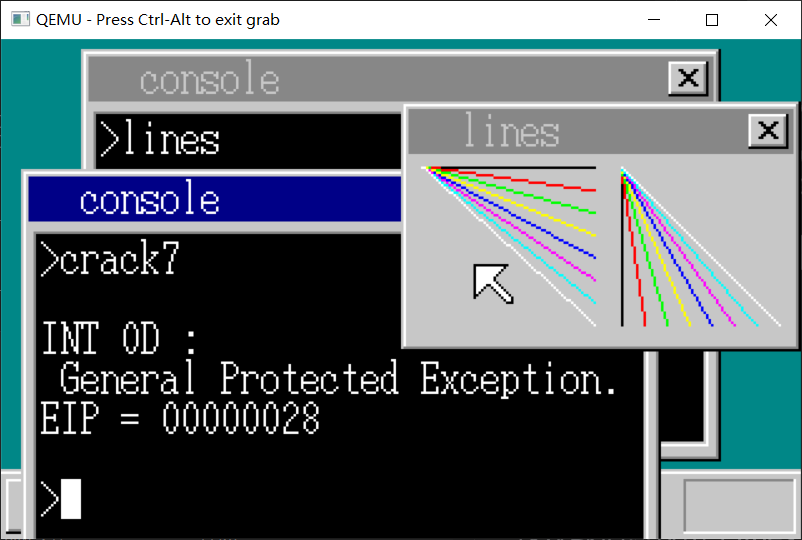 QEMU - Press Ctrl-Alt to exit grab
console
>lines
lines
console
>crack7
INT 0D :
General Protected Exception.
EIP = 00000028
>